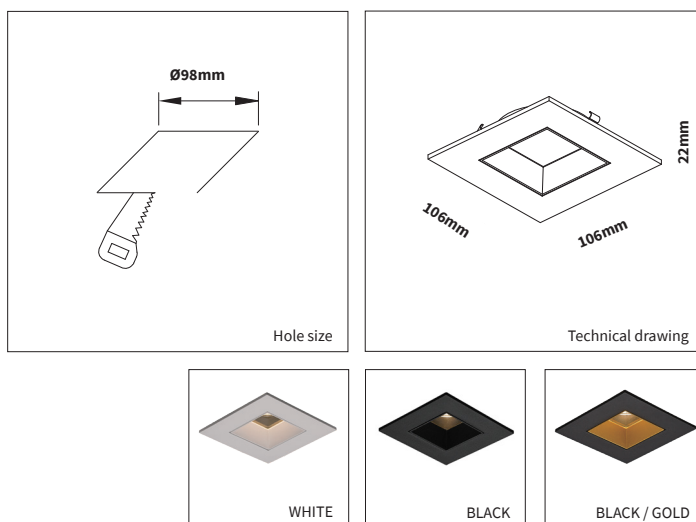 Ø98mm
Hole size
22mm
106mm
106mm
Technical drawing
WHITE
BLACK
BLACK / GOLD